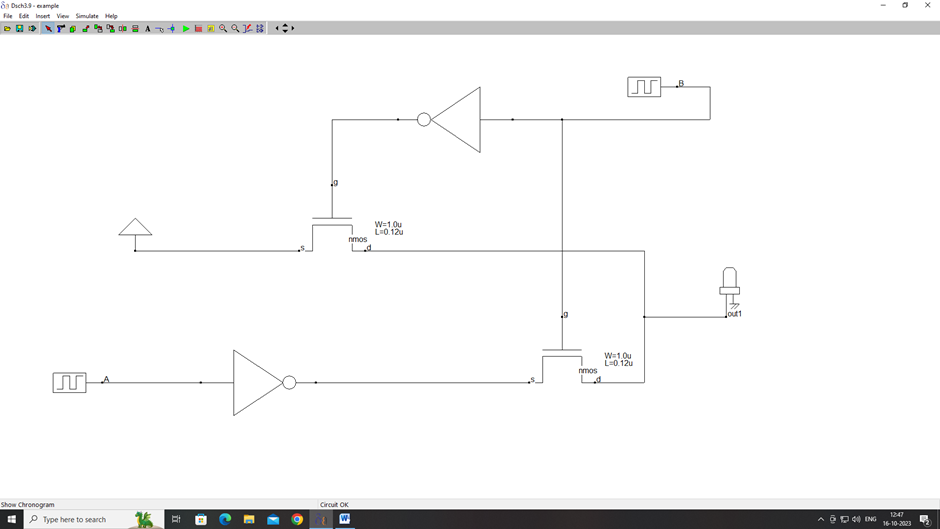 Dsch3.9 - example
File Edit Insert View Simulate Help
A
B
g
W=1.0u
L=0.12u
nmos
s
d
out1
g
W=1.0u
L=0.12u
nmos
A
s
d
Show Chronogram
Circuit OK
Type here to search
ENG
12:47
16-10-2023
2